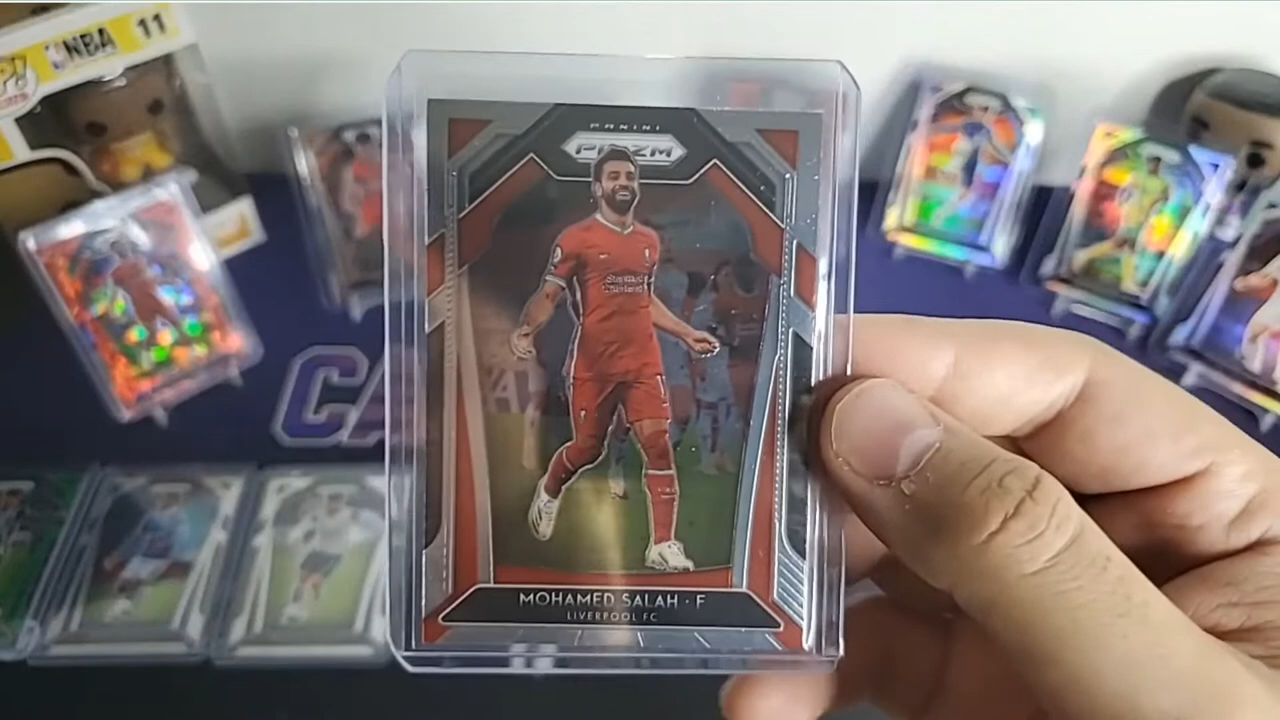 NBA 11
P!
PANINI
PRIZM
Standard
Chartered
CA
MOHAMED SALAH · F
LIVERPOOL FC